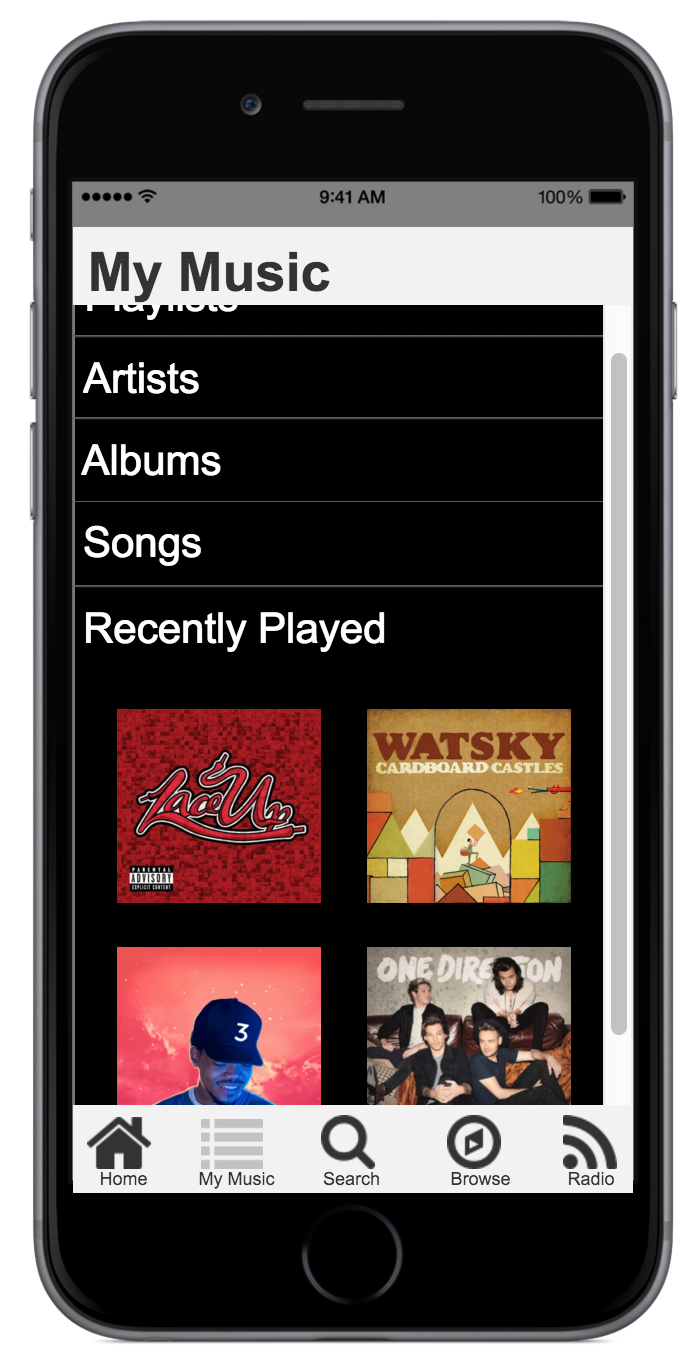 9:41 AM
100%
My Music
Playlists
Artists
Albums
Songs
Recently Played
Lace Up
PARENTAL
ADVISORY
EXPLICIT CONTENT
WATSKY
CARDBOARD CASTLES
3
ONE DIRECTION
Home
My Music
Search
Browse
Radio